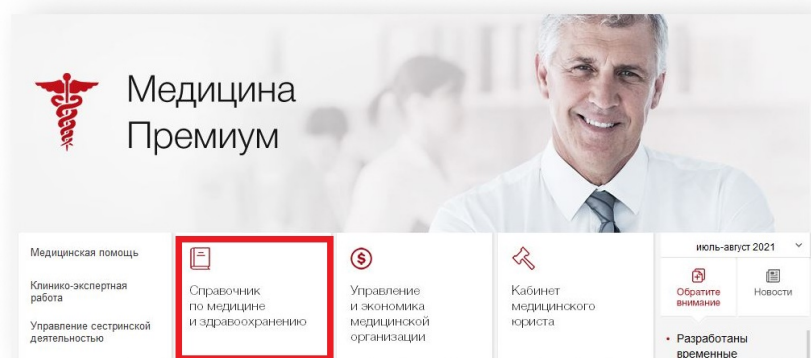 Медицина
Премиум
Медицинская помощь
Клинико-экспертная
работа
Управление сестринской
деятельностью
Справочник
по медицине
и здравоохранению
Управление
и экономика
медицинской
организации
Кабинет
медицинского
юриста
июль-август 2021
Обратите
внимание
Новости
Разработаны
временные